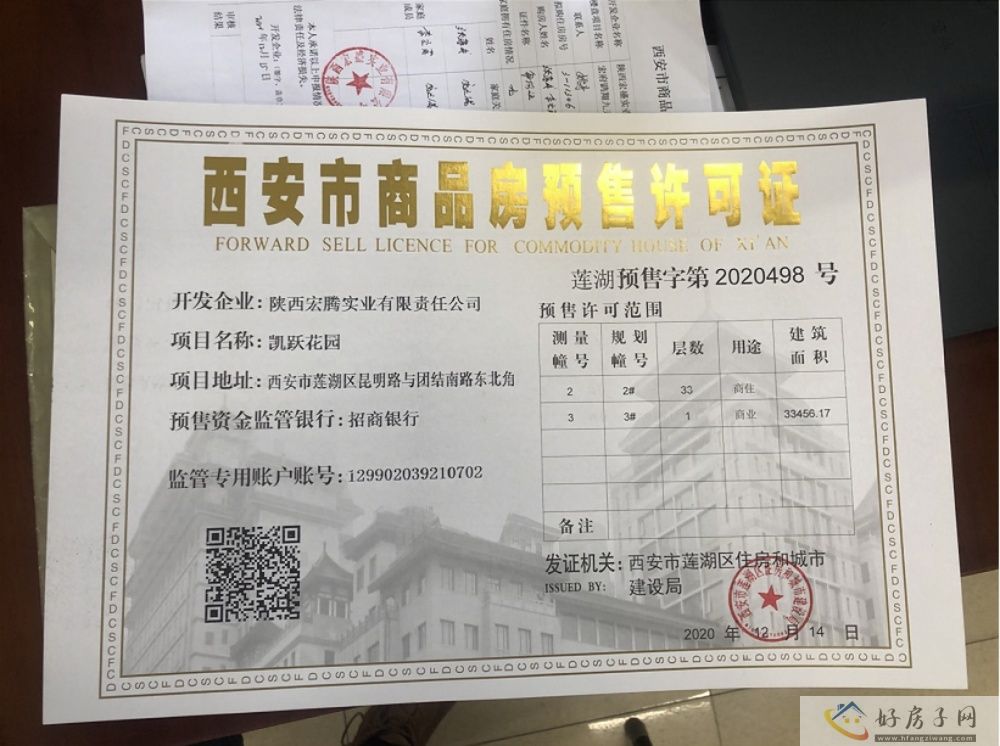 西安市商品
西安市商品房预售许可证
FORWARD SELL LICENCE FOR COMMODITY HOUSE OF XI'AN
莲湖预售字第 2020498 号
开发企业：陕西宏腾实业有限责任公司
项目名称：凯跃花园
项目地址：西安市莲湖区昆明路与团结南路东北角
预售资金监管银行：招商银行
监管专用账户账号：129902039210702
预售许可范围
测量幢号 规划幢号 层数 用途 建筑面积
2 2# 33 商住
3 3# 1 商业 33456.17
备注
发证机关：西安市莲湖区住房和城市
ISSUED BY: 建设局
2020 年 12 月 14 日
好房子网
www.hfangziwang.com